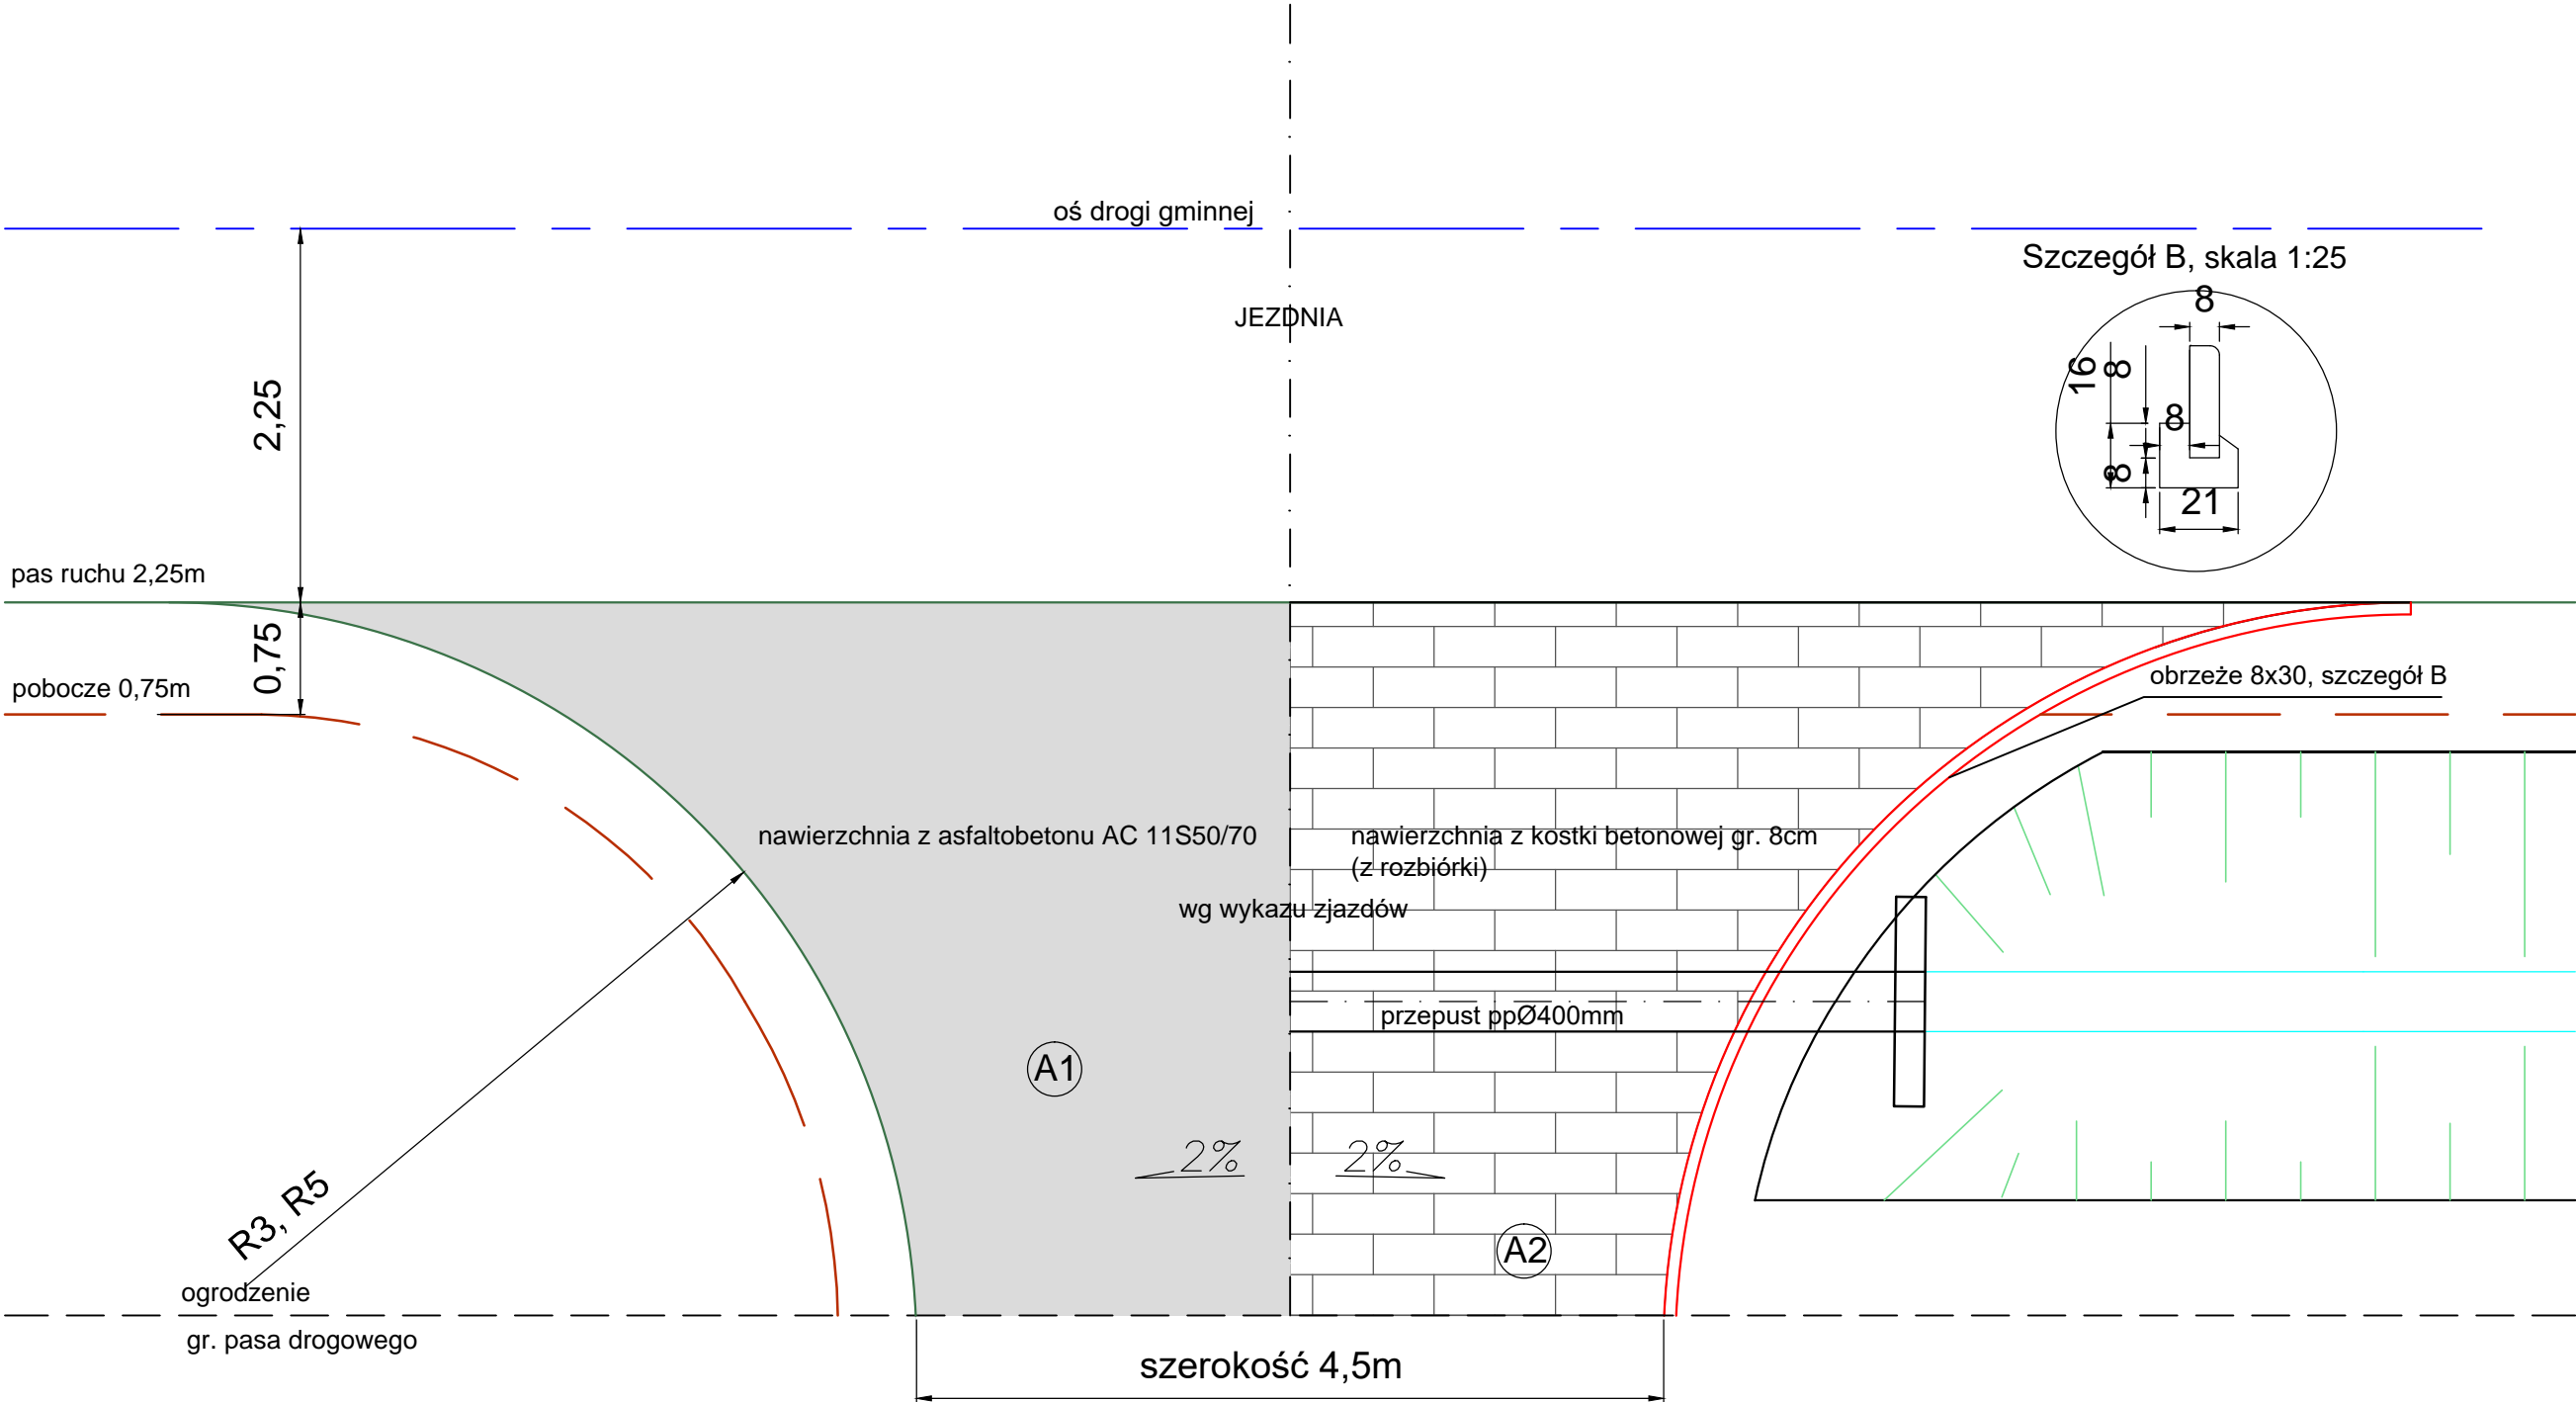 oś drogi gminnej
Szczegół B, skala 1:25
8
JEZDNIA
16
8
8
8
21
2,25
pas ruchu 2,25m
0,75
pobocze 0,75m
obrzeże 8x30, szczegół B
nawierzchnia z asfaltobetonu AC 11S50/70
nawierzchnia z kostki betonowej gr. 8cm
(z rozbiórki)
wg wykazu zjazdów
przepust ppØ400mm
A1
2%
2%
R3, R5
A2
ogrodzenie
gr. pasa drogowego
szerokość 4,5m